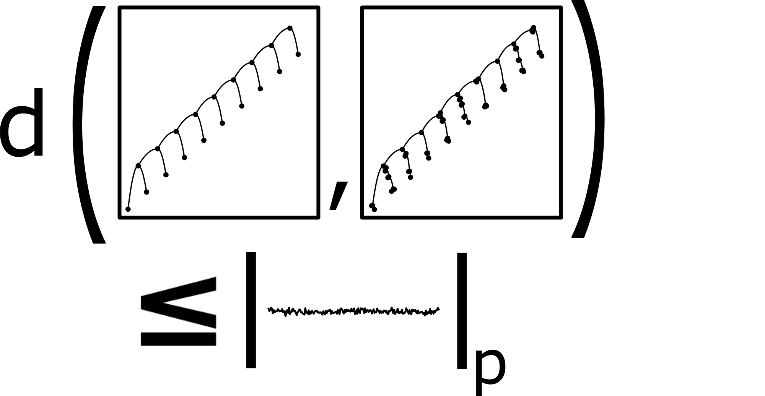 d( , )
≤ | |p